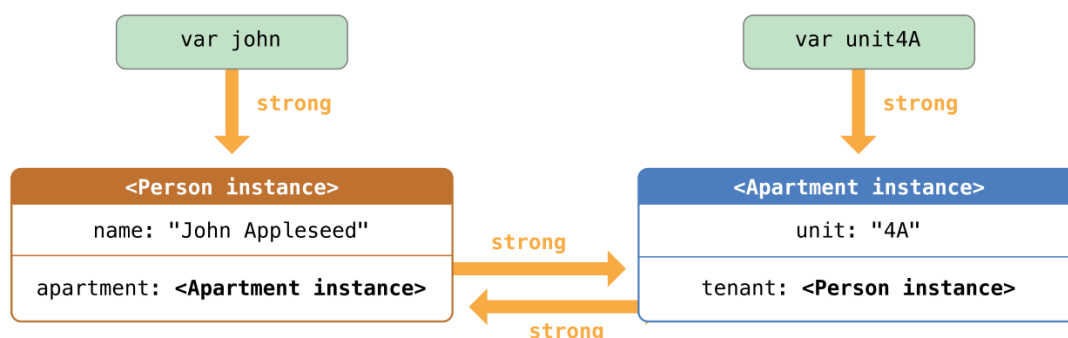 var john
var unit4A
strong
strong
<Person instance>
<Apartment instance>
name: "John Appleseed"
unit: "4A"
strong
apartment: <Apartment instance>
tenant: <Person instance>
strong